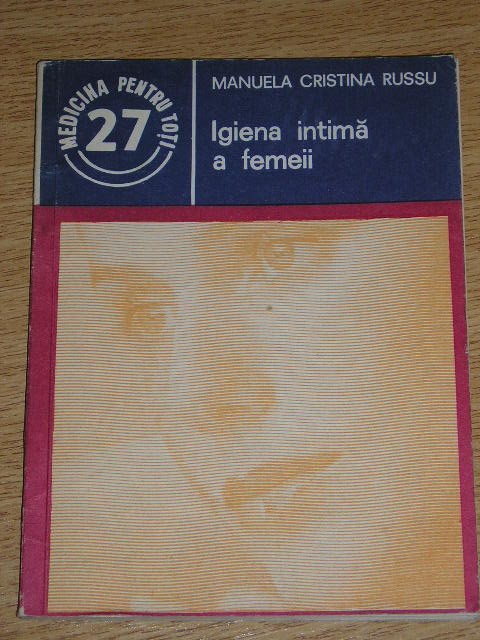 MEDICINA PENTRU TOȚI
27
MANUELA CRISTINA RUSSU
Igiena intimă
a femeii